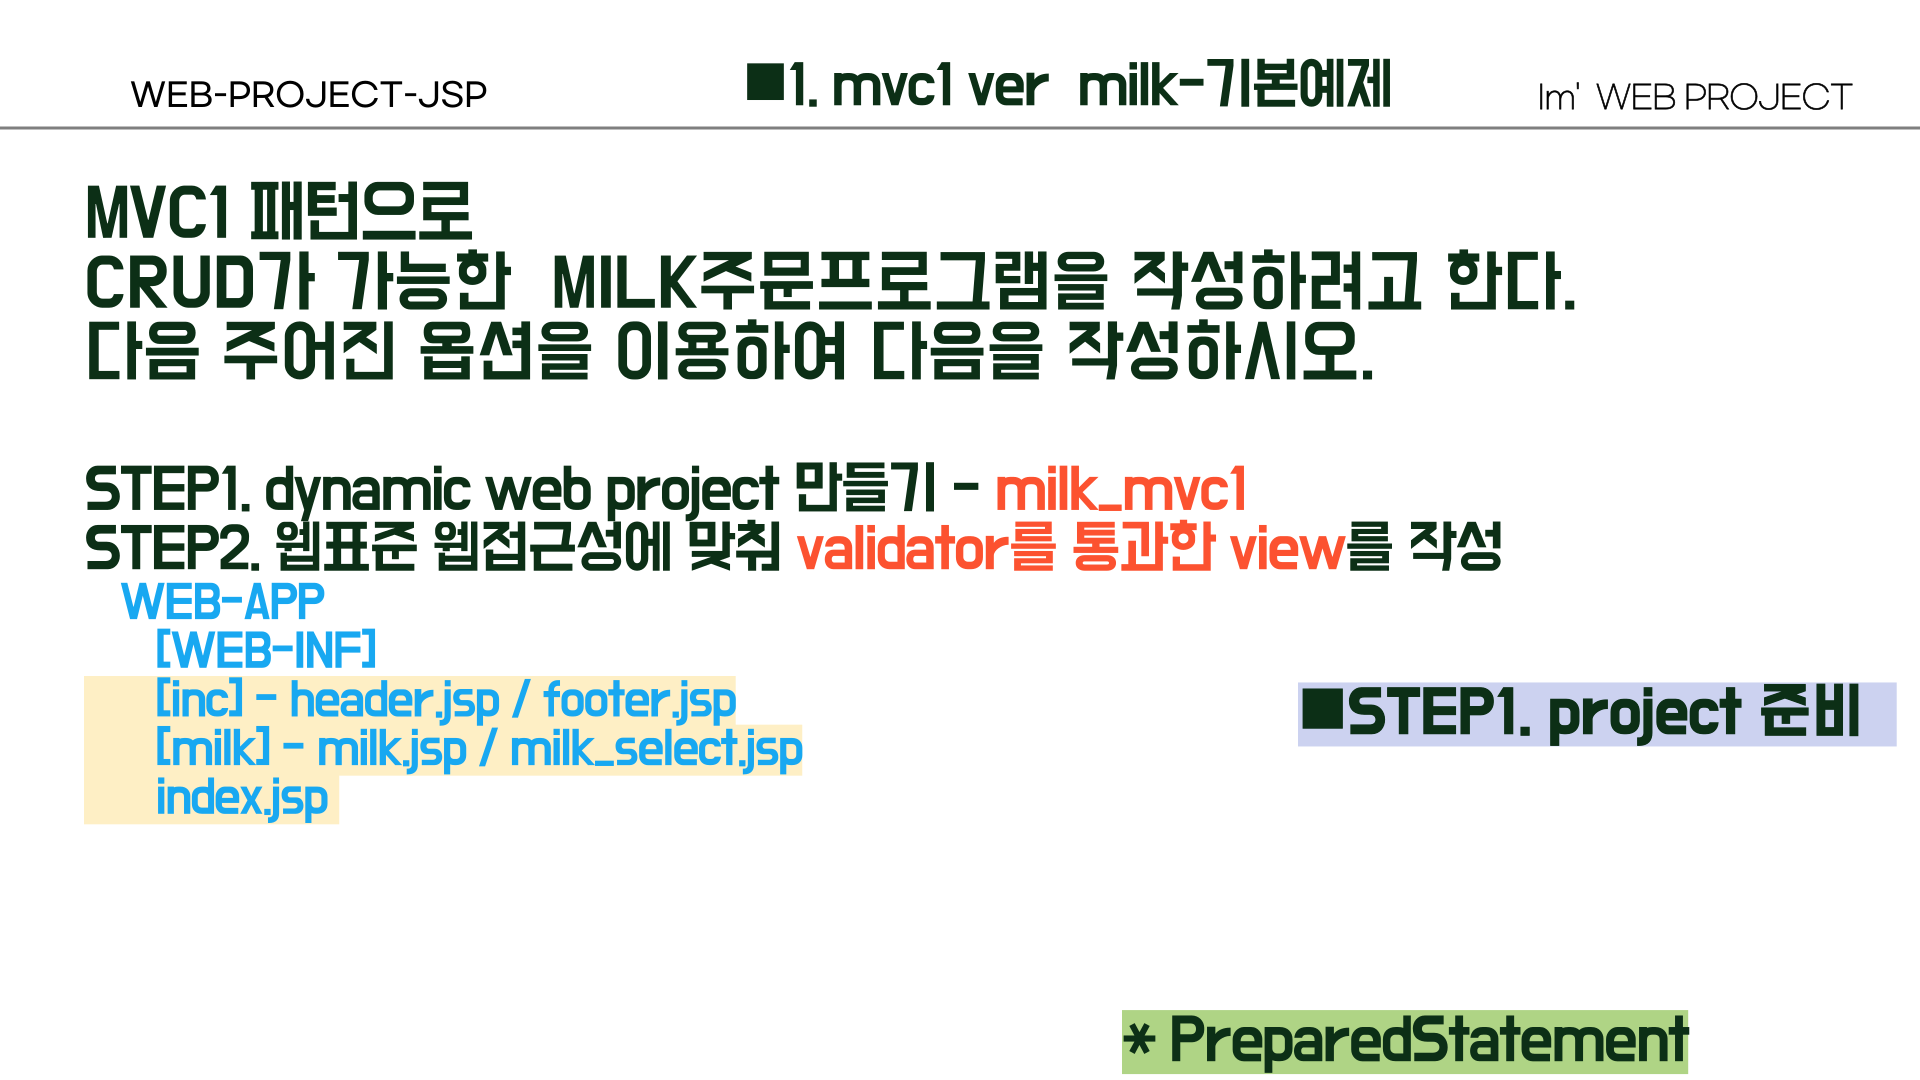 WEB-PROJECT-JSP
■1. mvc1 ver milk-기본예제
Im' WEB PROJECT
MVC1 패턴으로
CRUD가 가능한 MILK주문프로그램을 작성하려고 한다.
다음 주어진 옵션을 이용하여 다음을 작성하시오.
STEP1. dynamic web project 만들기 - milk_mvc1
STEP2. 웹표준 웹접근성에 맞춰 validator를 통과한 view를 작성
WEB-APP
[WEB-INF]
[inc] - header.jsp / footer.jsp
[milk] - milk.jsp / milk_select.jsp
index.jsp
■STEP1. project 준비
* PreparedStatement